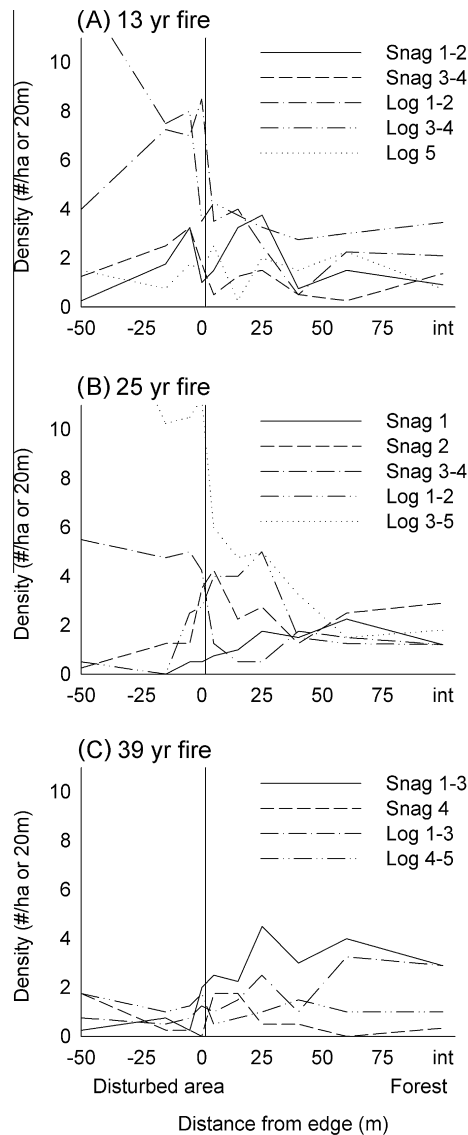 (A) 13 yr fire
Density (#/ha or 20m)
10
8
6
4
2
0
Snag 1-2
Snag 3-4
Log 1-2
Log 3-4
Log 5
-50 -25 0 25 50 75 int
(B) 25 yr fire
Density (#/ha or 20m)
10
8
6
4
2
0
Snag 1
Snag 2
Snag 3-4
Log 1-2
Log 3-5
-50 -25 0 25 50 75 int
(C) 39 yr fire
Density (#/ha or 20m)
10
8
6
4
2
0
Snag 1-3
Snag 4
Log 1-3
Log 4-5
-50 -25 0 25 50 75 int
Disturbed area Forest
Distance from edge (m)